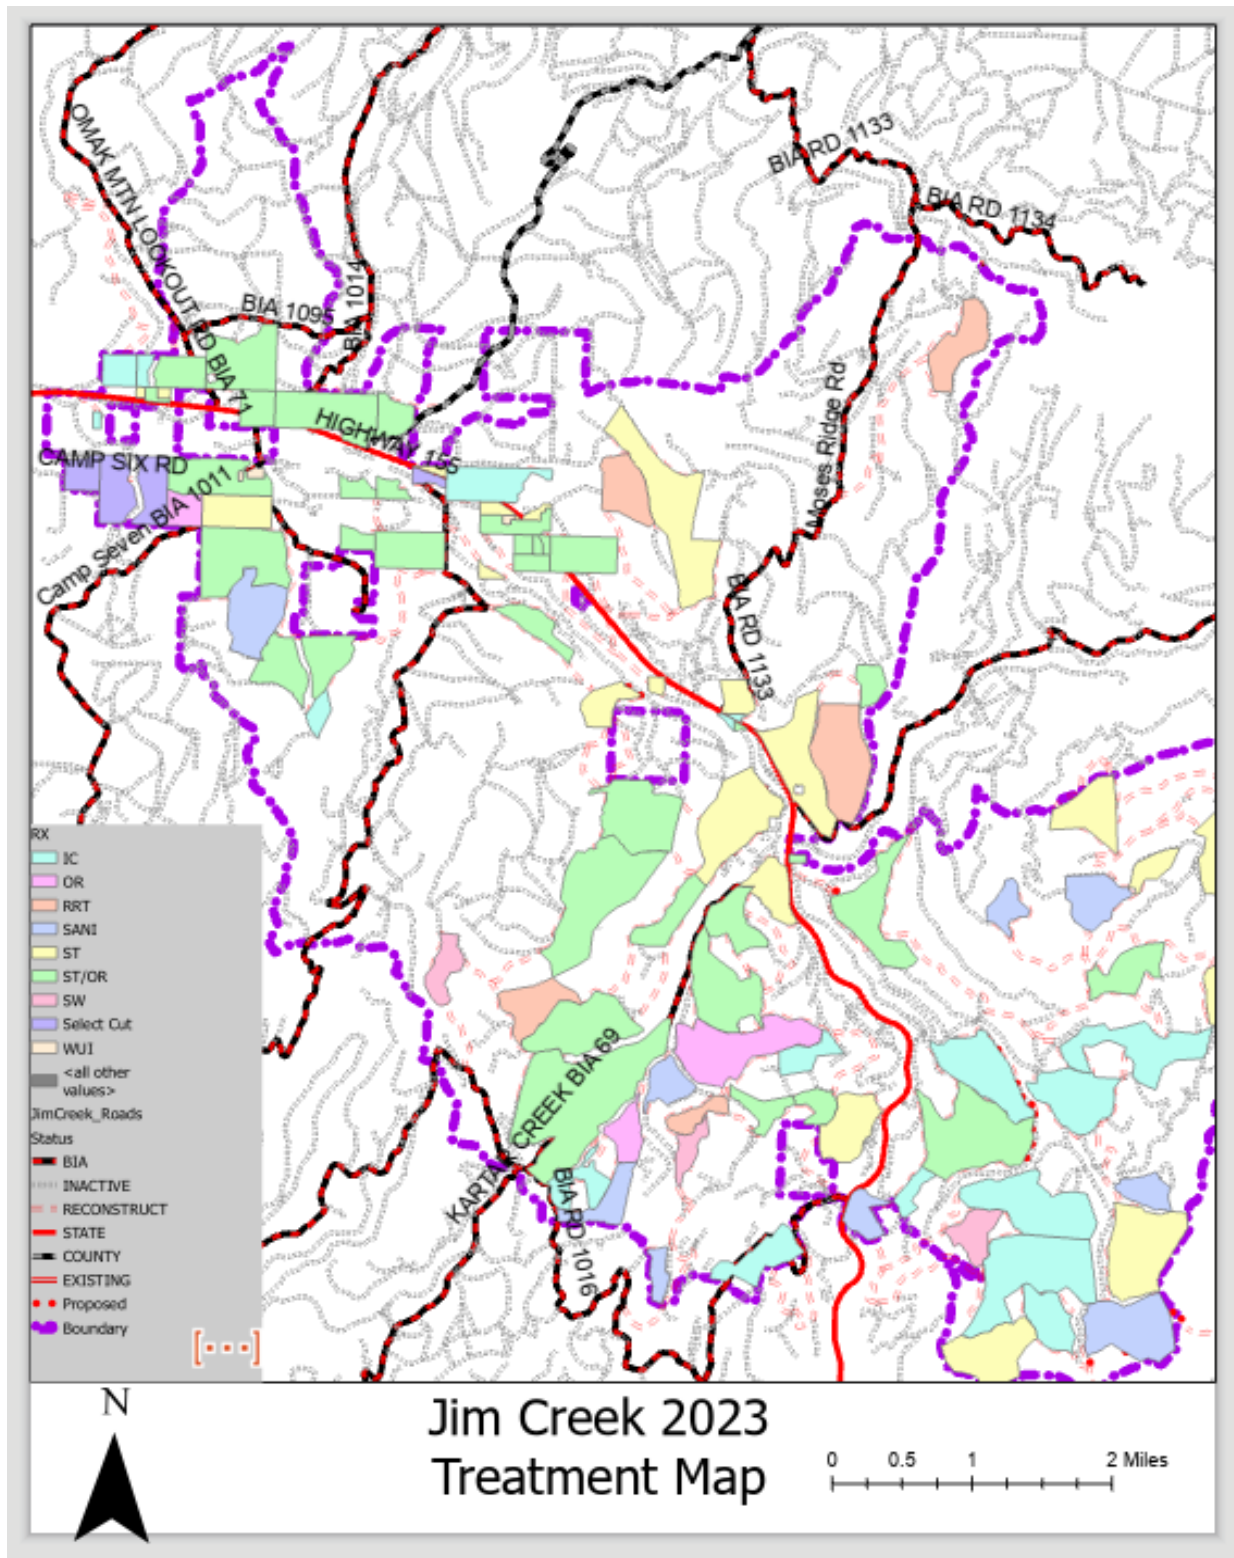 BIA RD 1133
OMAK MTN LOOKOUT RD BIA 71
BIA RD 1134
BIA 1095
BIA 1014
Moses Ridge Rd
HIGHWAY 155
CAMP SIX RD
Camp Seven BIA 1011
BIA RD 1133
KARTAR CREEK BIA 69
BIA RD 1016
RX
IC
OR
RRT
SANI
ST
ST/OR
SW
Select Cut
WUI
<all other
values>
JimCreek_Roads
Status
BIA
INACTIVE
RECONSTRUCT
STATE
COUNTY
EXISTING
Proposed
Boundary
[...]
N
Jim Creek 2023
Treatment Map
0 0.5 1 2 Miles